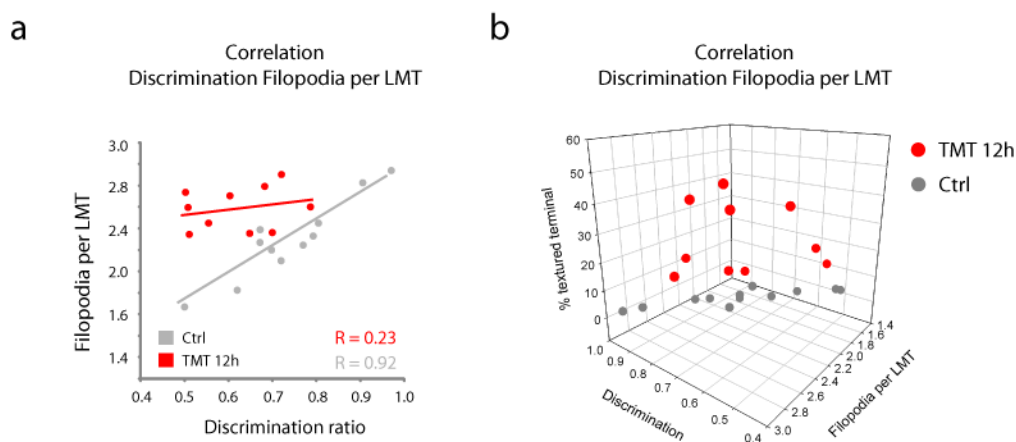 a
Correlation
Discrimination Filopodia per LMT
Filopodia per LMT
3.0
2.8
2.4
2.0
1.6
1.4
Ctrl
TMT 12h
R = 0.23
R = 0.92
0.4 0.5 0.6 0.7 0.8 0.9 1.0
Discrimination ratio
b
Correlation
Discrimination Filopodia per LMT
% textured terminal
60
50
40
30
20
10
0
1.0
0.9
0.8
0.7
0.6
0.5
0.4
Discrimination
1.4
1.6
1.8
2.0
2.2
2.4
2.6
2.8
3.0
Filopodia per LMT
TMT 12h
Ctrl